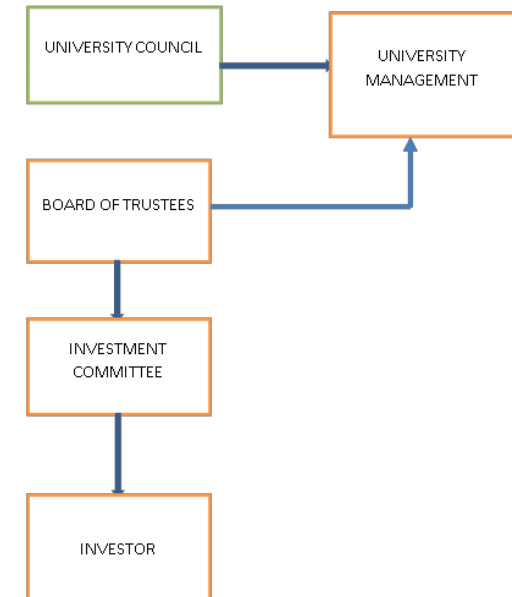 UNIVERSITY COUNCIL
UNIVERSITY
MANAGEMENT
BOARD OF TRUSTEES
INVESTMENT
COMMITTEE
INVESTOR